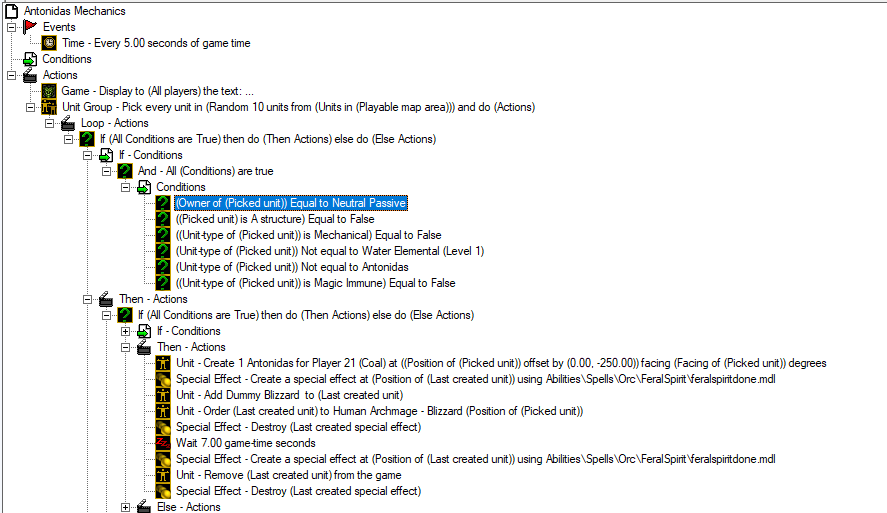 Antonidas Mechanics
Events
Time - Every 5.00 seconds of game time
Conditions
Actions
Game - Display to (All players) the text: ...
Unit Group - Pick every unit in (Random 10 units from (Units in (Playable map area))) and do (Actions)
Loop - Actions
If (All Conditions are True) then do (Then Actions) else do (Else Actions)
If - Conditions
And - All (Conditions) are true
Conditions
(Owner of (Picked unit)) Equal to Neutral Passive
((Picked unit) is A structure) Equal to False
((Unit-type of (Picked unit)) is Mechanical) Equal to False
(Unit-type of (Picked unit)) Not equal to Water Elemental (Level 1)
(Unit-type of (Picked unit)) Not equal to Antonidas
((Unit-type of (Picked unit)) is Magic Immune) Equal to False
Then - Actions
If (All Conditions are True) then do (Then Actions) else do (Else Actions)
If - Conditions
Then - Actions
Unit - Create 1 Antonidas for Player 21 (Coal) at ((Position of (Picked unit)) offset by (0.00, -250.00)) facing (Facing of (Picked unit)) degrees
Special Effect - Create a special effect at (Position of (Last created unit)) using Abilities\Spells\Orc\FeralSpirit\feralspiritdone.mdl
Unit - Add Dummy Blizzard  to (Last created unit)
Unit - Order (Last created unit) to Human Archmage - Blizzard (Position of (Picked unit))
Special Effect - Destroy (Last created special effect)
Wait 7.00 game-time seconds
Special Effect - Create a special effect at (Position of (Last created unit)) using Abilities\Spells\Orc\FeralSpirit\feralspiritdone.mdl
Unit - Remove (Last created unit) from the game
Special Effect - Destroy (Last created special effect)
Else - Actions